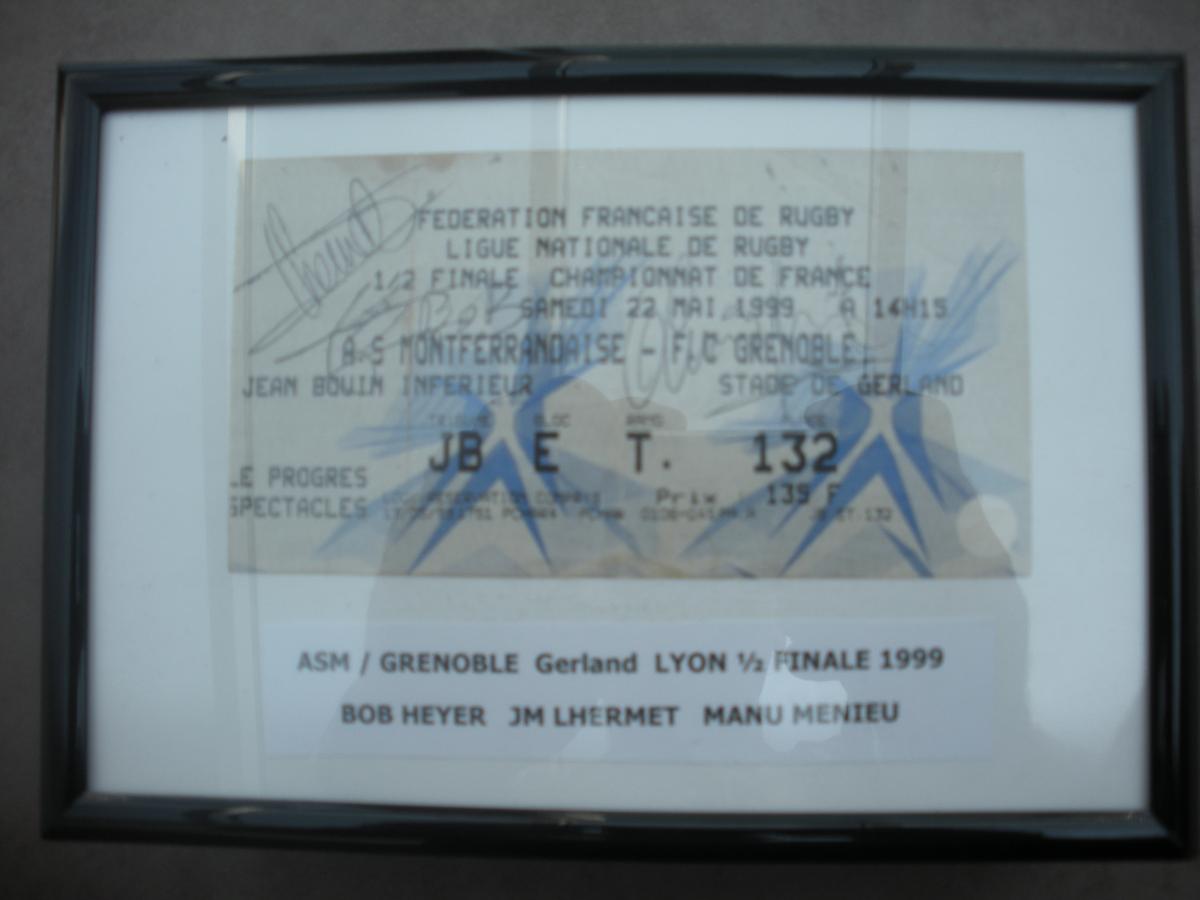 FEDERATION FRANCAISE DE RUGBY
LIGUE NATIONALE DE RUGBY
1/2 FINALE CHAMPIONNAT DE FRANCE
SAMEDI 22 MAI 1999 A 14H15
A.S MONTFERRANDAISE - F.C GRENOBLE
JEAN BOUIN INFERIEUR STADE DE GERLAND
JB E T. 132
LE PROGRES
SPECTACLES
Prix 135 F
ASM / GRENOBLE Gerland LYON ½ FINALE 1999
BOB HEYER JM LHERMET MANU MENIEU